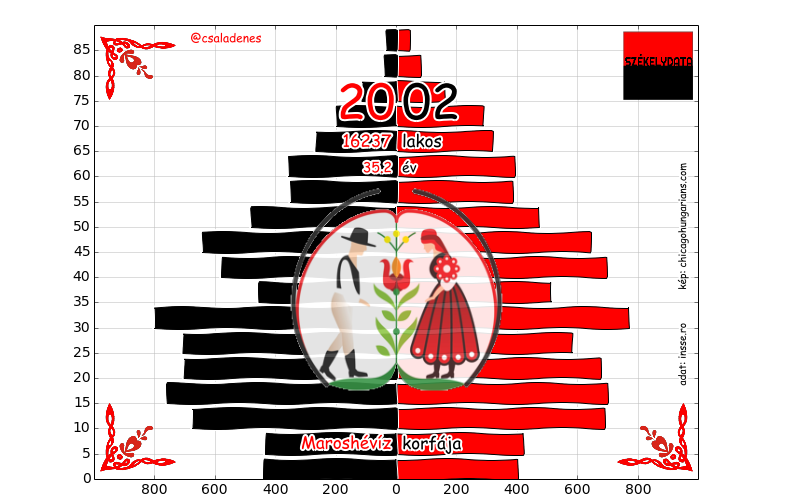 @csaladenes
SZÉKELYDATA
2002
16237 lakos
35.2 év
kép: chicagohungarians.com
adat: insse.ro
Maroshévíz korfája
85
80
75
70
65
60
55
50
45
40
35
30
25
20
15
10
5
0
800 600 400 200 0 200 400 600 800